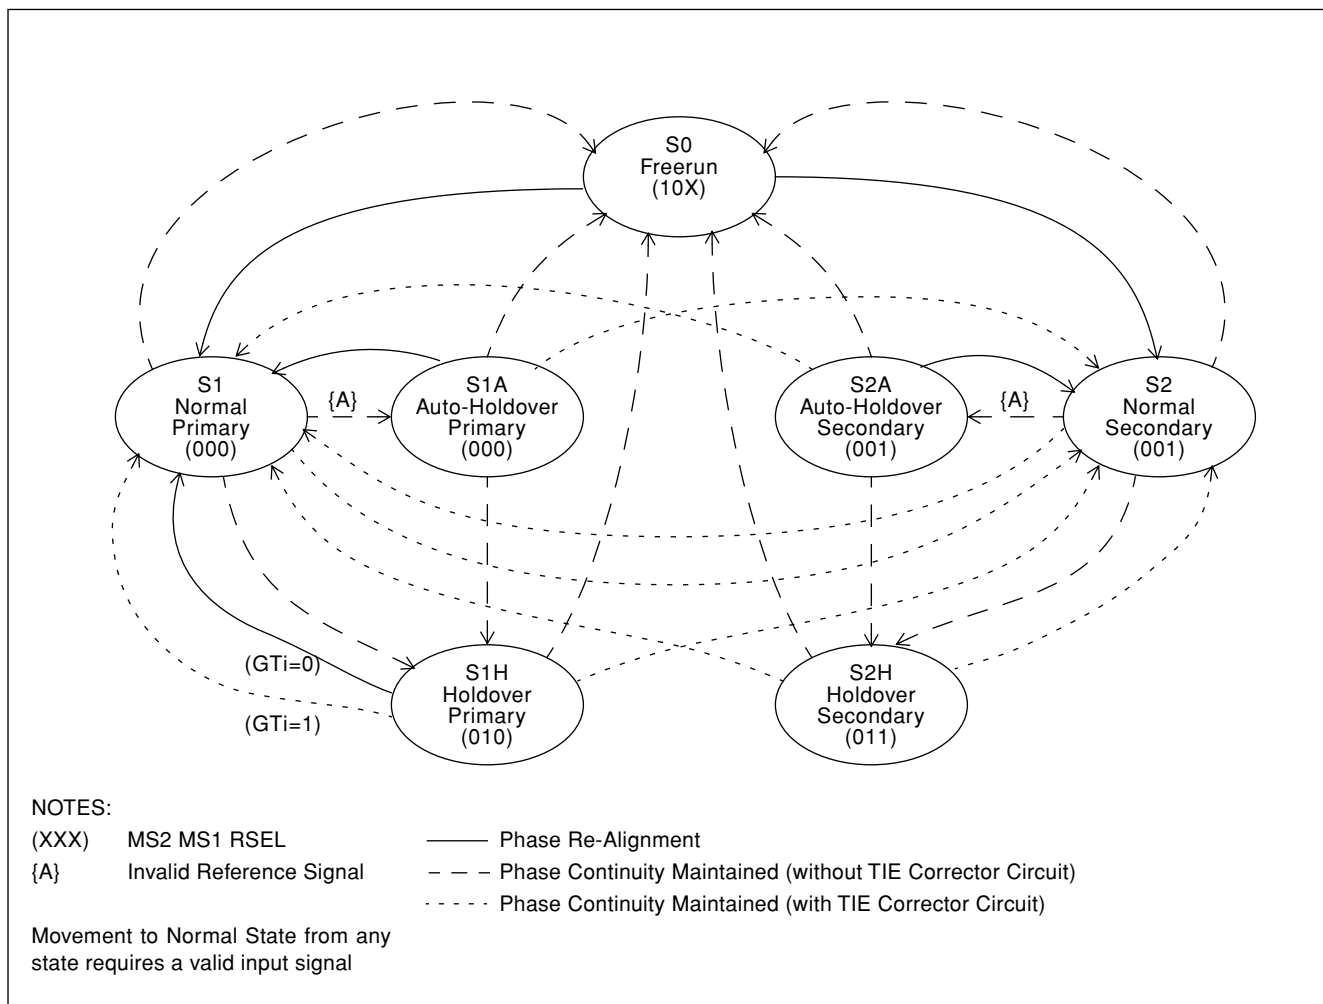 S0
Freerun
(10X)
S1
Normal
Primary
(000)
{A}
S1A
Auto-Holdover
Primary
(000)
S2A
Auto-Holdover
Secondary
(001)
{A}
S2
Normal
Secondary
(001)
(GTi=0)
(GTi=1)
S1H
Holdover
Primary
(010)
S2H
Holdover
Secondary
(011)
NOTES:
(XXX) MS2 MS1 RSEL
{A} Invalid Reference Signal
Phase Re-Alignment
Phase Continuity Maintained (without TIE Corrector Circuit)
Phase Continuity Maintained (with TIE Corrector Circuit)
Movement to Normal State from any
state requires a valid input signal